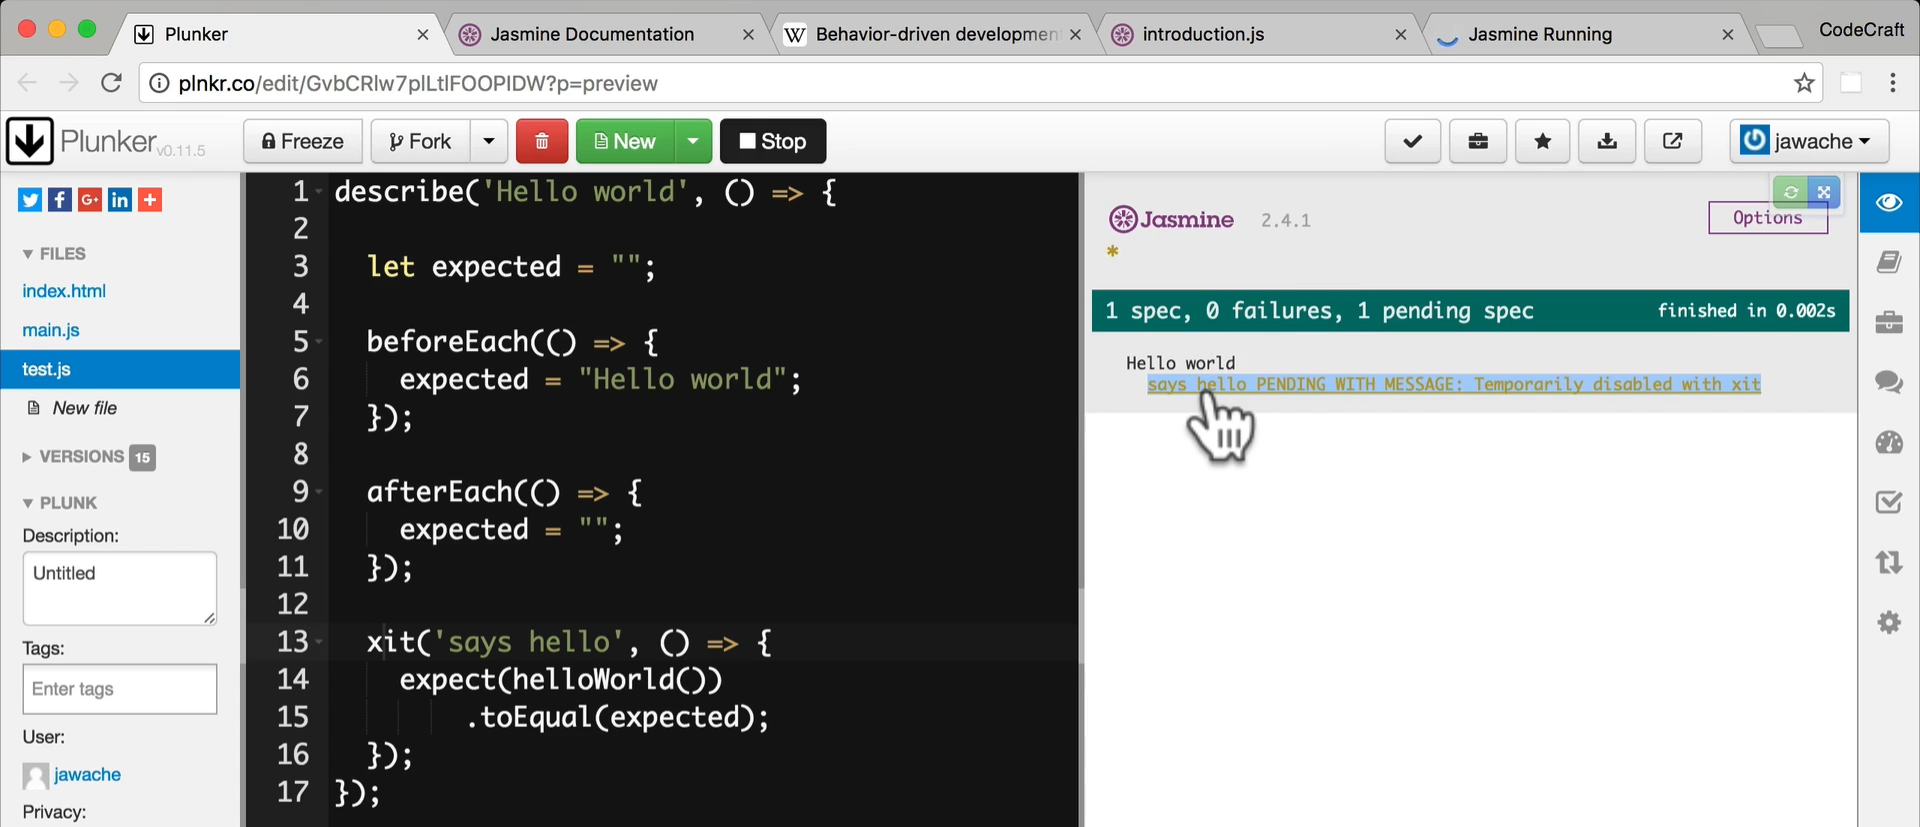 Plunker
Jasmine Documentation
Behavior-driven developmen
introduction.js
Jasmine Running
CodeCraft
plnkr.co/edit/GvbCRlw7plLtlFOOPIDW?p=preview
Plunker v0.11.5
Freeze
Fork
New
Stop
jawache
FILES
index.html
main.js
test.js
New file
VERSIONS 15
PLUNK
Description:
Untitled
Tags:
Enter tags
User:
jawache
Privacy:
1 describe('Hello world', () => {
2
3 let expected = "";
4
5 beforeEach(() => {
6 expected = "Hello world";
7 });
8
9 afterEach(() => {
10 expected = "";
11 });
12
13 xit('says hello', () => {
14 expect(helloWorld())
15 .toEqual(expected);
16 });
17 });
Jasmine 2.4.1
Options
*
1 spec, 0 failures, 1 pending spec finished in 0.002s
Hello world
says hello PENDING WITH MESSAGE: Temporarily disabled with xit